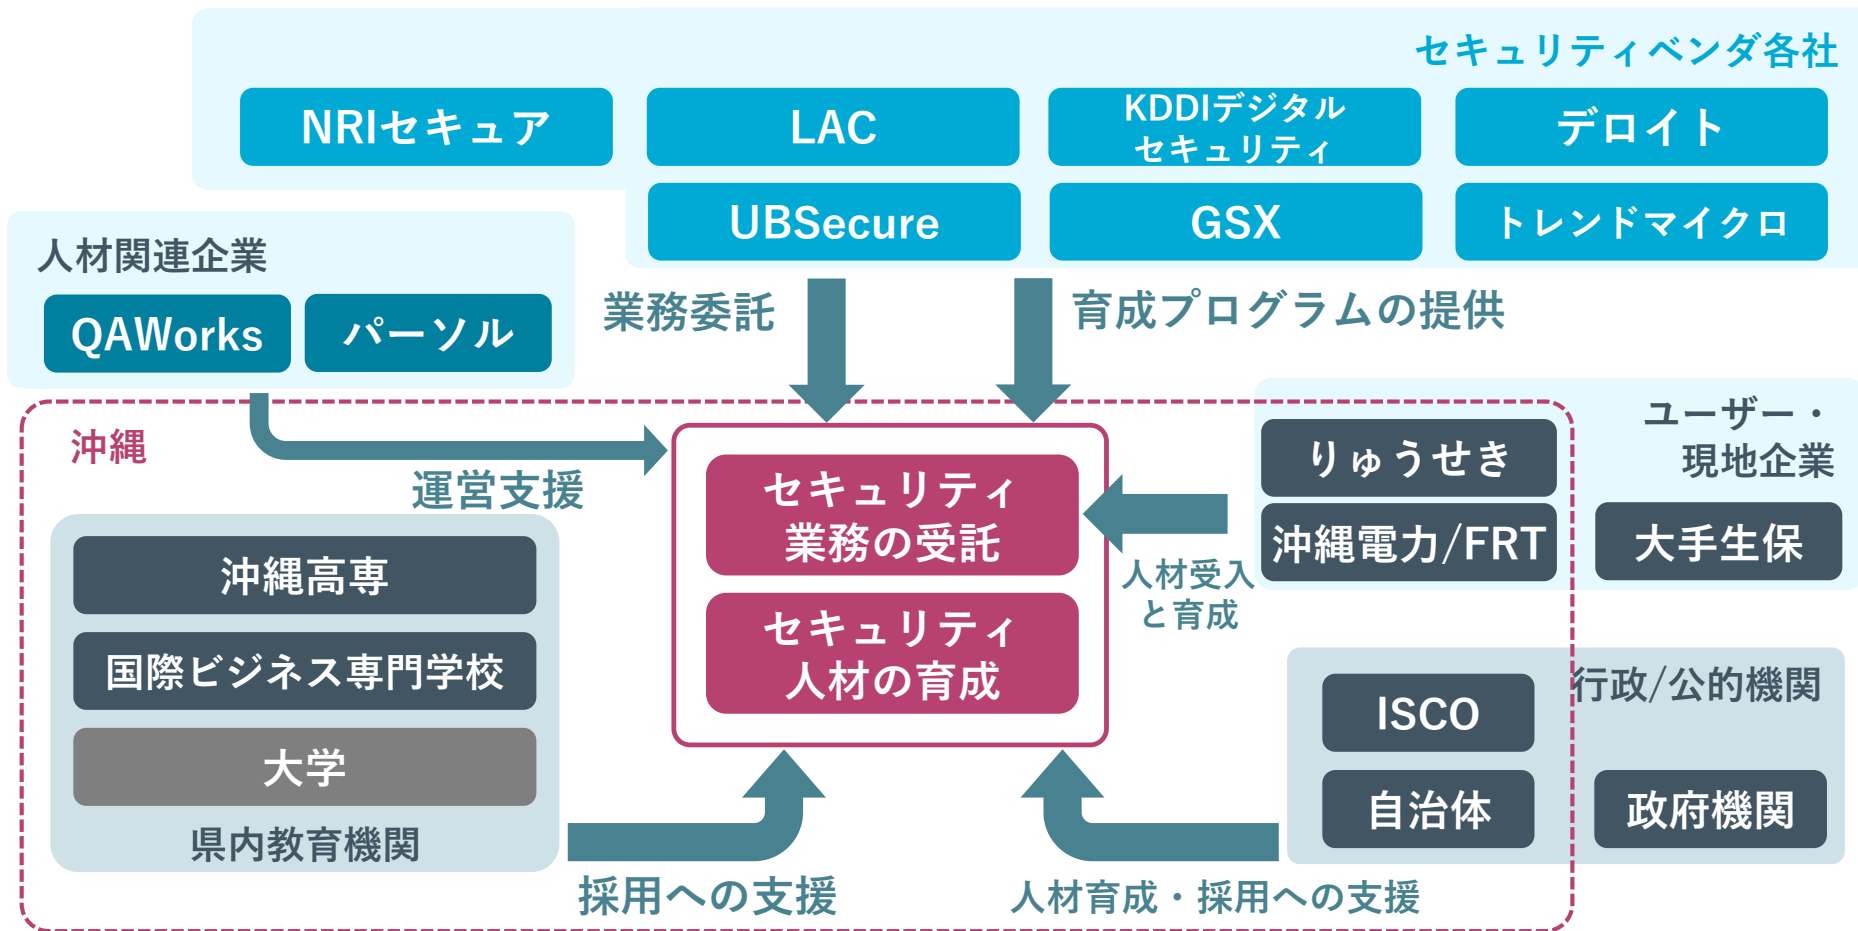 セキュリティベンダ各社
NRIセキュア
LAC
KDDIデジタル
セキュリティ
デロイト
UBSecure
GSX
トレンドマイクロ
人材関連企業
QAWorks
パーソル
業務委託
育成プログラムの提供
沖縄
運営支援
ユーザー・
現地企業
りゅうせき
沖縄電力/FRT
大手生保
セキュリティ
業務の受託
セキュリティ
人材の育成
人材受入
と育成
沖縄高専
国際ビジネス専門学校
大学
県内教育機関
行政/公的機関
ISCO
自治体
政府機関
採用への支援
人材育成・採用への支援